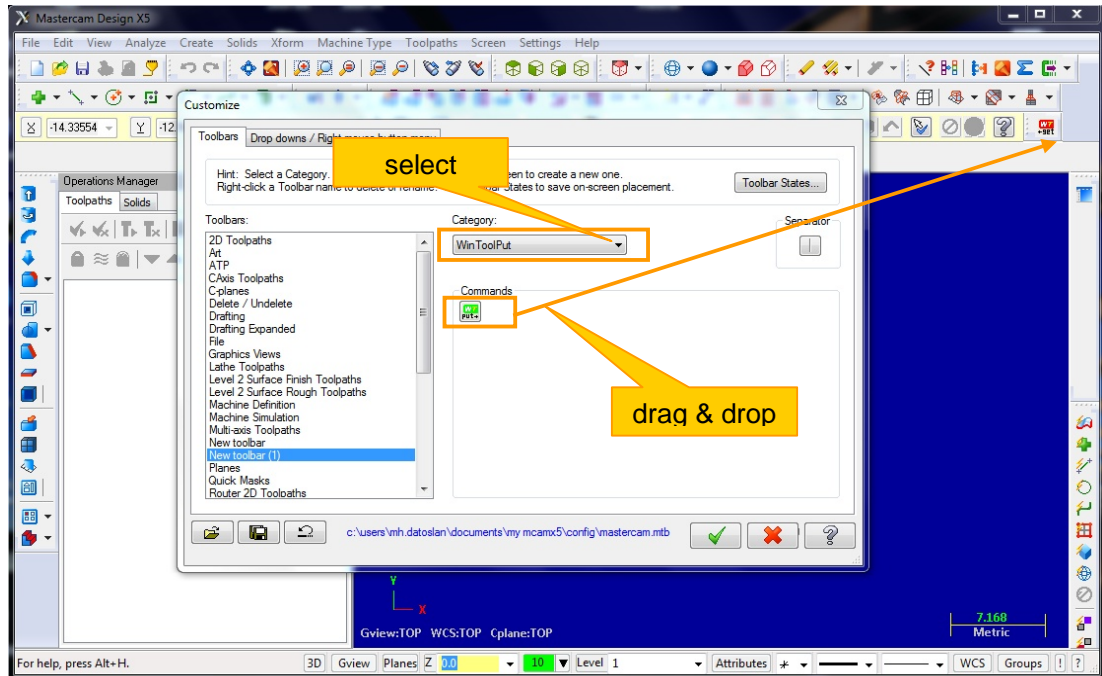 Mastercam Design X5
File Edit View Analyze Create Solids Xform Machine Type Toolpaths Screen Settings Help
-14.33554 Y -12.
Customize
Toolbars Drop downs / Right mouse button menu
select
Hint: Select a Category. een to create a new one.
Right-click a Toolbar name to delete or rename. States to save on-screen placement.
Toolbar States...
Operations Manager
Toolpaths Solids
Toolbars:
2D Toolpaths
Art
ATP
CAxis Toolpaths
C-planes
Delete / Undelete
Drafting
Drafting Expanded
File
Graphics Views
Lathe Toolpaths
Level 2 Surface Finish Toolpaths
Level 2 Surface Rough Toolpaths
Machine Definition
Machine Simulation
Multi-axis Toolpaths
New toolbar
New toolbar (1)
Planes
Quick Masks
Router 2D Toolpaths
Category:
WinToolPut
Separator
Commands
WT
PUT→
WT
→GET
drag & drop
c:\users\mh.datoslan\documents\my mcamx5\config\mastercam.mtb
Y
X
Gview:TOP WCS:TOP Cplane:TOP
7.168
Metric
For help, press Alt+H.
3D Gview Planes Z 0.0 10 Level 1 Attributes WCS Groups ! ?